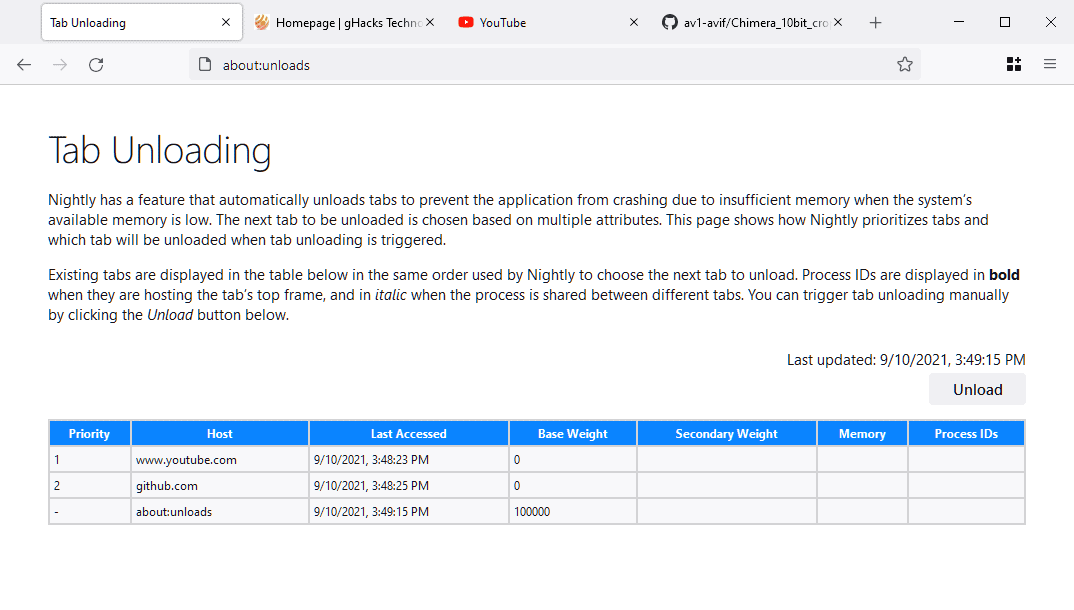 Tab Unloading
Homepage | gHacks Techno
YouTube
av1-avif/Chimera_10bit_cro
about:unloads
Tab Unloading
Nightly has a feature that automatically unloads tabs to prevent the application from crashing due to insufficient memory when the system's
available memory is low. The next tab to be unloaded is chosen based on multiple attributes. This page shows how Nightly prioritizes tabs and
which tab will be unloaded when tab unloading is triggered.
Existing tabs are displayed in the table below in the same order used by Nightly to choose the next tab to unload. Process IDs are displayed in bold
when they are hosting the tab's top frame, and in italic when the process is shared between different tabs. You can trigger tab unloading manually
by clicking the Unload button below.
Last updated: 9/10/2021, 3:49:15 PM
Unload
Priority Host Last Accessed Base Weight Secondary Weight Memory Process IDs
1 www.youtube.com 9/10/2021, 3:48:23 PM 0
2 github.com 9/10/2021, 3:48:25 PM 0
- about:unloads 9/10/2021, 3:49:15 PM 100000